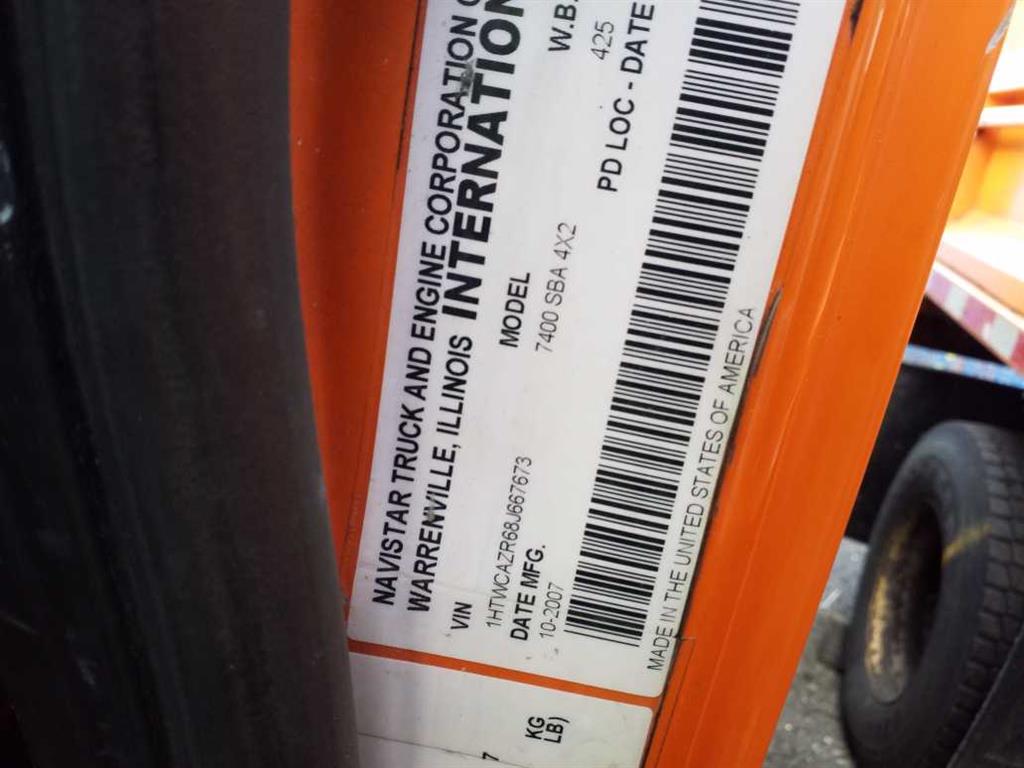 NAVISTAR TRUCK AND ENGINE CORPORATION
WARRENVILLE, ILLINOIS INTERNATION
VIN MODEL W.B.
1HTWCAZR68J667673 7400 SBA 4X2 425
DATE MFG. PD LOC - DATE
10-2007
MADE IN THE UNITED STATES OF AMERICA
7 KG
LB)